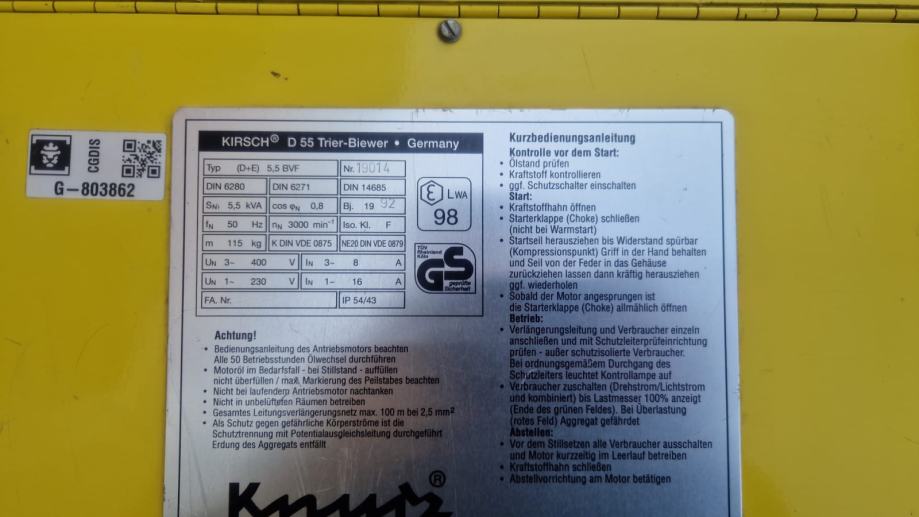 CGDIS
G-803862
KIRSCH® D 55 Trier-Biewer • Germany
Typ (D+E) 5,5 BVF Nr. 19014
DIN 6280 DIN 6271 DIN 14685
SN: 5,5 kVA cos φN 0,8 Bj. 19 92
fN 50 Hz nN 3000 min⁻¹ Iso. Kl. F
m 115 kg K DIN VDE 0875 NE20 DIN VDE 0879
UN 3~ 400 V IN 3~ 8 A
UN 1~ 230 V IN 1~ 16 A
FA. Nr. IP 54/43
LWA
98
TÜV
Rheinland
Köln
GS
geprüfte
Sicherheit
Achtung!
• Bedienungsanleitung des Antriebsmotors beachten
Alle 50 Betriebsstunden Ölwechsel durchführen
• Motoröl im Bedarfsfall - bei Stillstand - auffüllen
nicht überfüllen / max. Markierung des Peilstabes beachten
• Nicht bei laufendem Antriebsmotor nachtanken
• Nicht in unbelüfteten Räumen betreiben
• Gesamtes Leitungsverlängerungsnetz max. 100 m bei 2,5 mm²
• Als Schutz gegen gefährliche Körperströme ist die
Schutztrennung mit Potentialausgleichsleitung durchgeführt
Erdung des Aggregats entfällt
Kurzbedienungsanleitung
Kontrolle vor dem Start:
• Ölstand prüfen
• Kraftstoff kontrollieren
• ggf. Schutzschalter einschalten
Start:
• Kraftstoffhahn öffnen
• Starterklappe (Choke) schließen
(nicht bei Warmstart)
• Startseil herausziehen bis Widerstand spürbar
(Kompressionspunkt) Griff in der Hand behalten
und Seil von der Feder in das Gehäuse
zurückziehen lassen dann kräftig herausziehen
ggf. wiederholen
• Sobald der Motor angesprungen ist
die Starterklappe (Choke) allmählich öffnen
Betrieb:
• Verlängerungsleitung und Verbraucher einzeln
anschließen und mit Schutzleiterprüfeinrichtung
prüfen - außer schutzisolierte Verbraucher.
Bei ordnungsgemäßem Durchgang des
Schutzleiters leuchtet Kontrollampe auf
• Verbraucher zuschalten (Drehstrom/Lichtstrom
und kombiniert) bis Lastmesser 100% anzeigt
(Ende des grünen Feldes). Bei Überlastung
(rotes Feld) Aggregat gefährdet
Abstellen:
• Vor dem Stillsetzen alle Verbraucher ausschalten
und Motor kurzzeitig im Leerlauf betreiben
• Kraftstoffhahn schließen
• Abstellvorrichtung am Motor betätigen